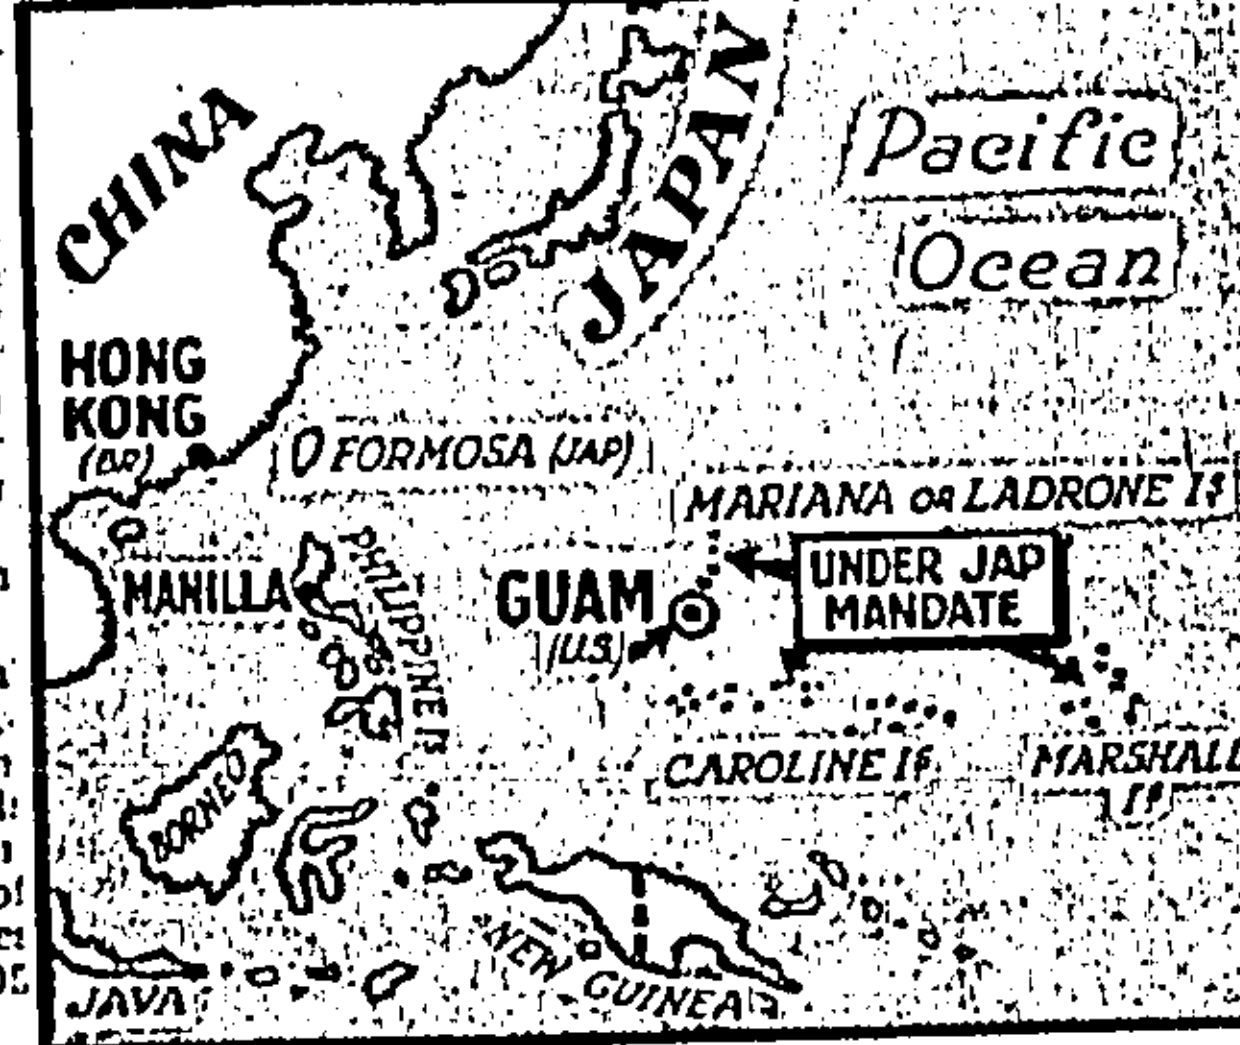 CHINA
JAPAN
Pacific
Ocean
HONG
KONG
(BR)
FORMOSA (JAP)
MARIANA OR LADRONE Is
MANILLA
PHILIPPINE Is
GUAM
(U.S.)
UNDER JAP
MANDATE
CAROLINE Is
MARSHALL
Is
BORNEO
NEW GUINEA
JAVA
of